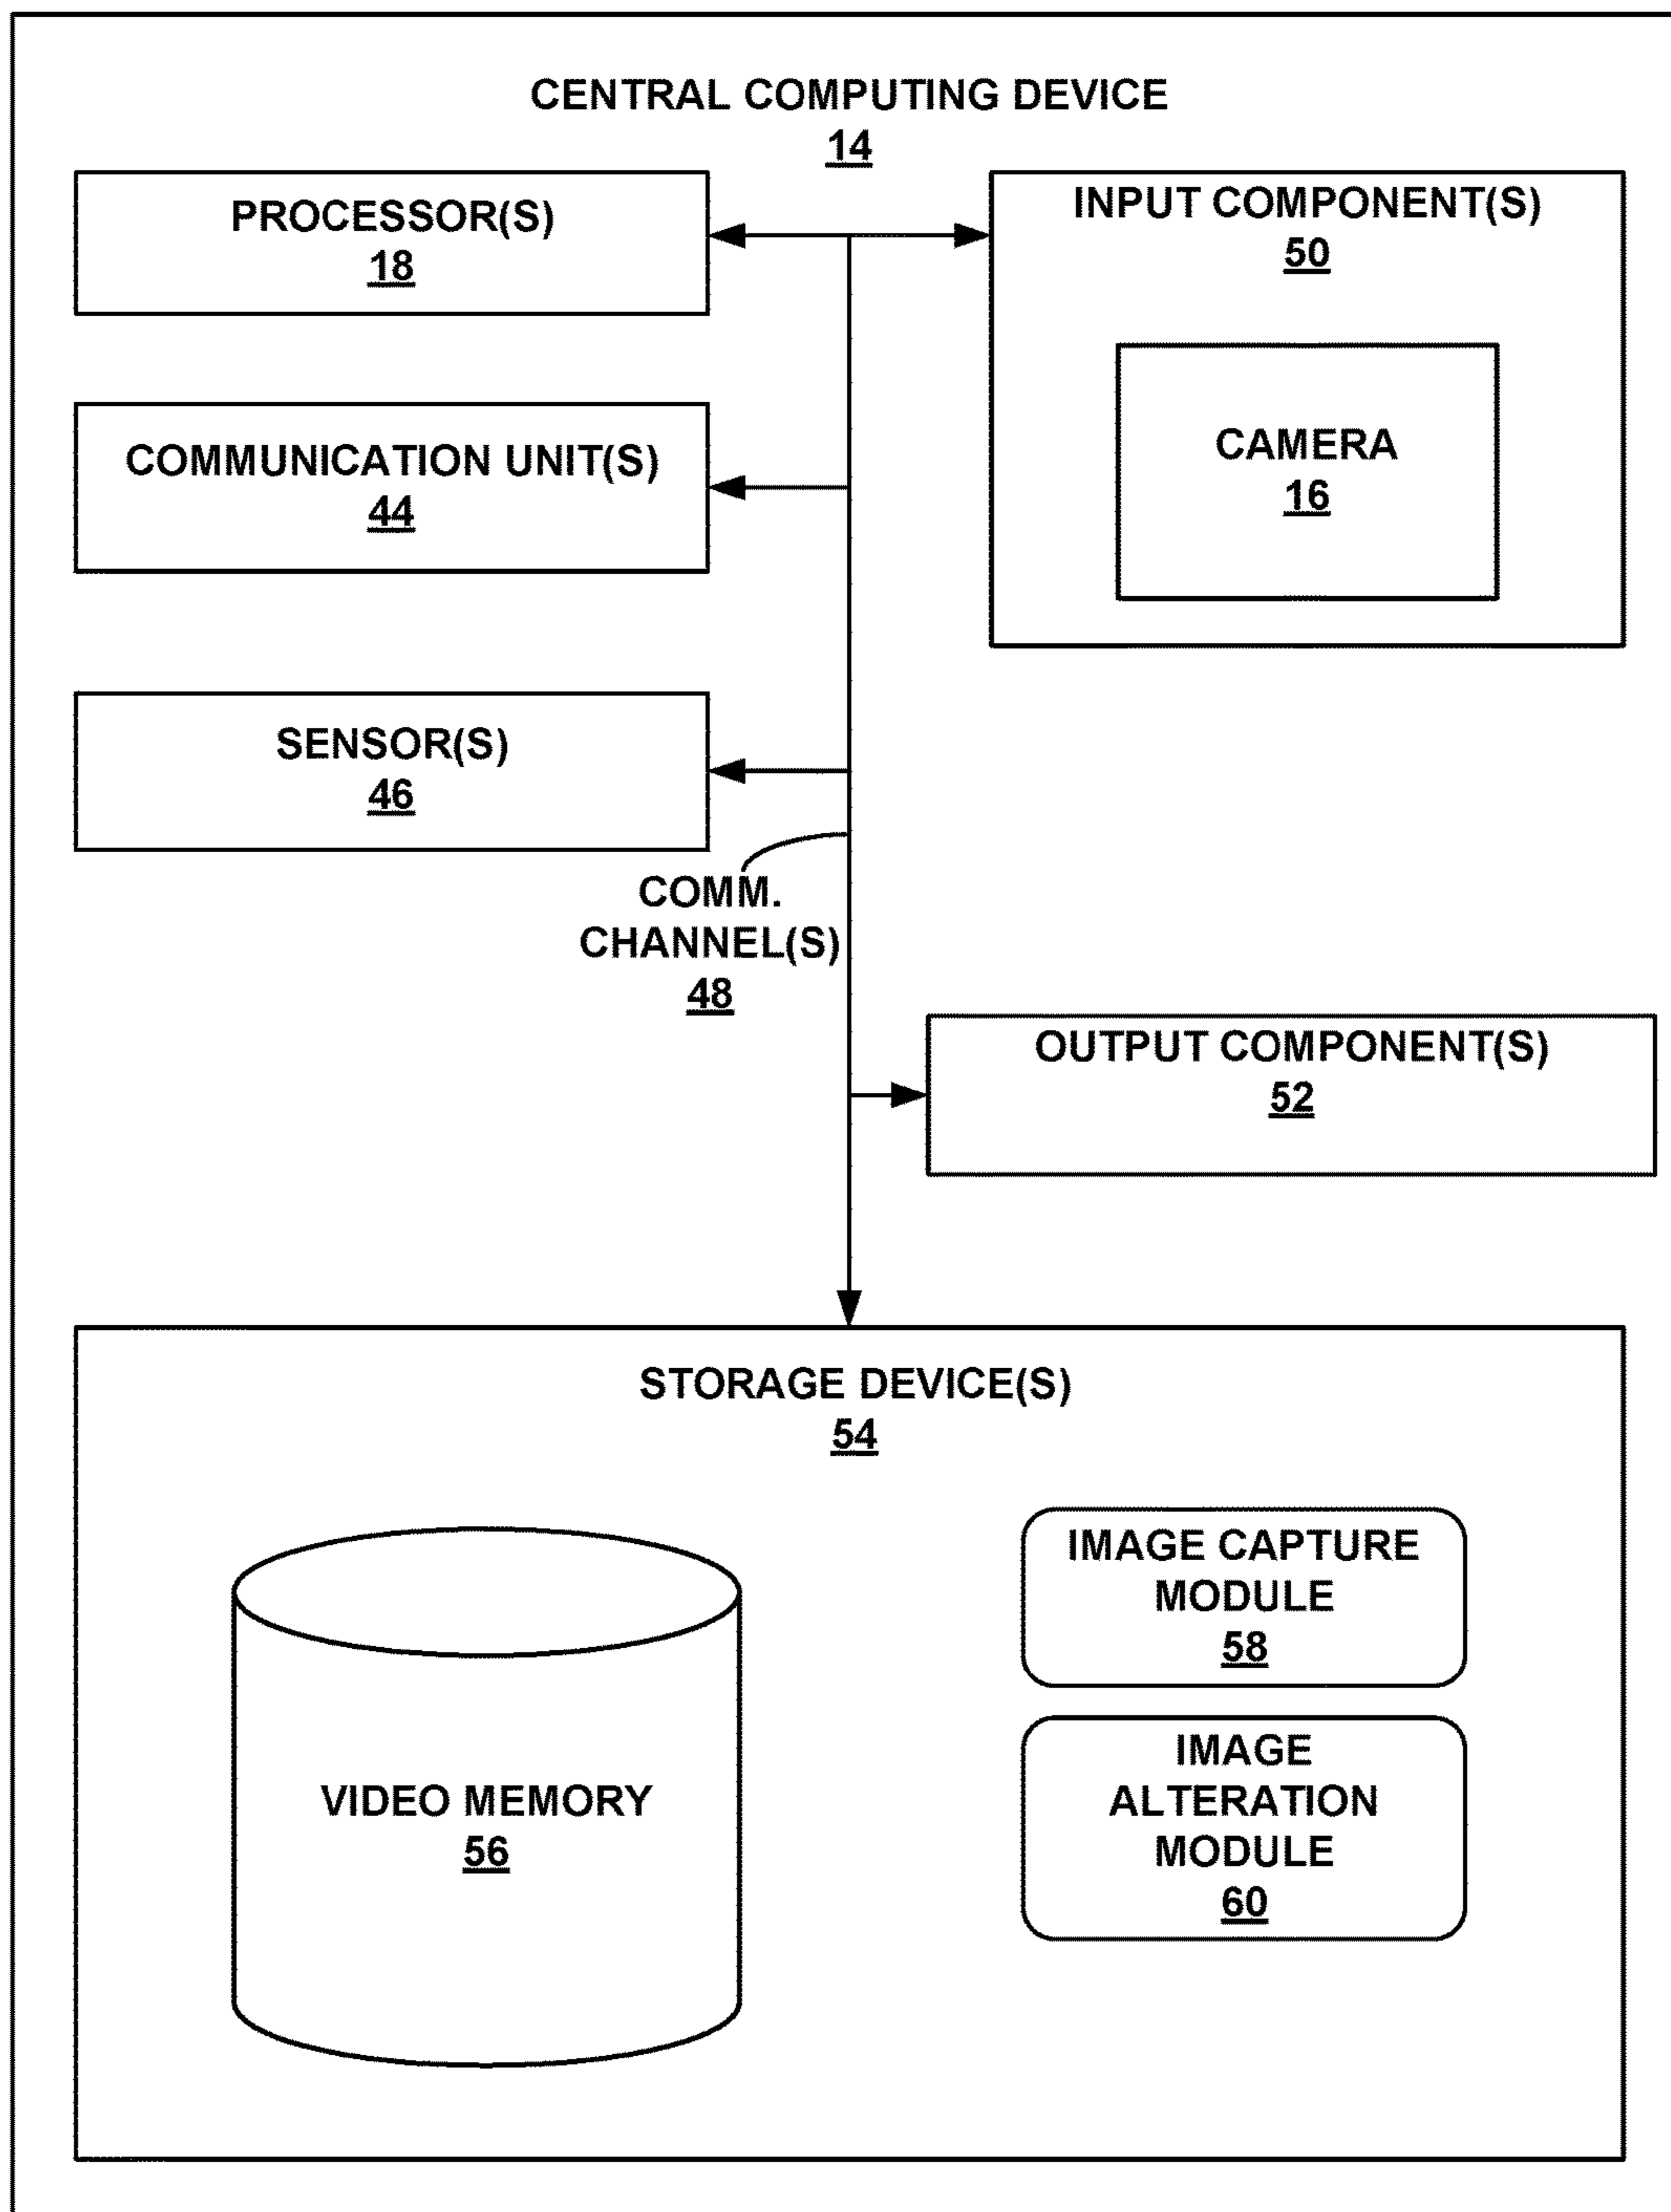 CENTRAL COMPUTING DEVICE
14
PROCESSOR(S)
18
INPUT COMPONENT(S)
50
CAMERA
16
COMMUNICATION UNIT(S)
44
SENSOR(S)
46
COMM.
CHANNEL(S)
48
OUTPUT COMPONENT(S)
52
STORAGE DEVICE(S)
54
VIDEO MEMORY
56
IMAGE CAPTURE
MODULE
58
IMAGE
ALTERATION
MODULE
60